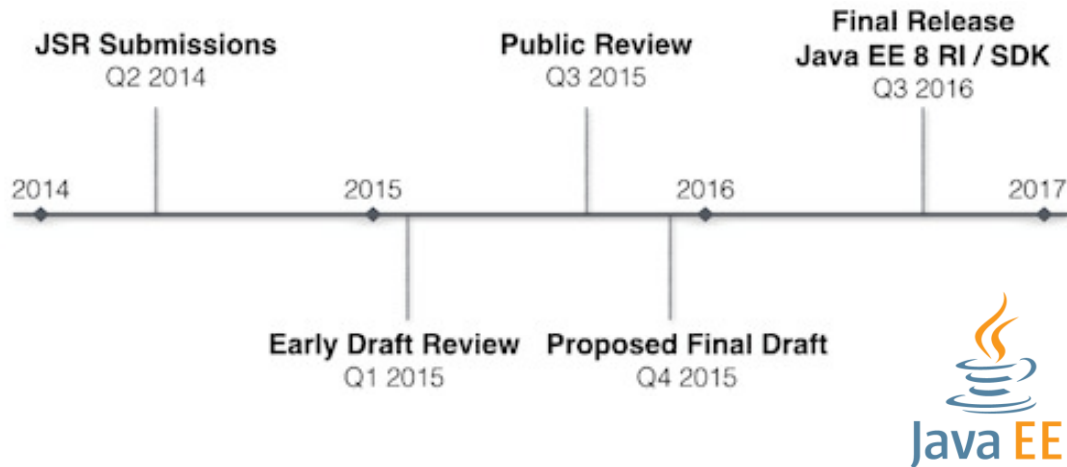 JSR Submissions
Q2 2014
Public Review
Q3 2015
Final Release
Java EE 8 RI / SDK
Q3 2016
2014
2015
2016
2017
Early Draft Review
Q1 2015
Proposed Final Draft
Q4 2015
Java EE